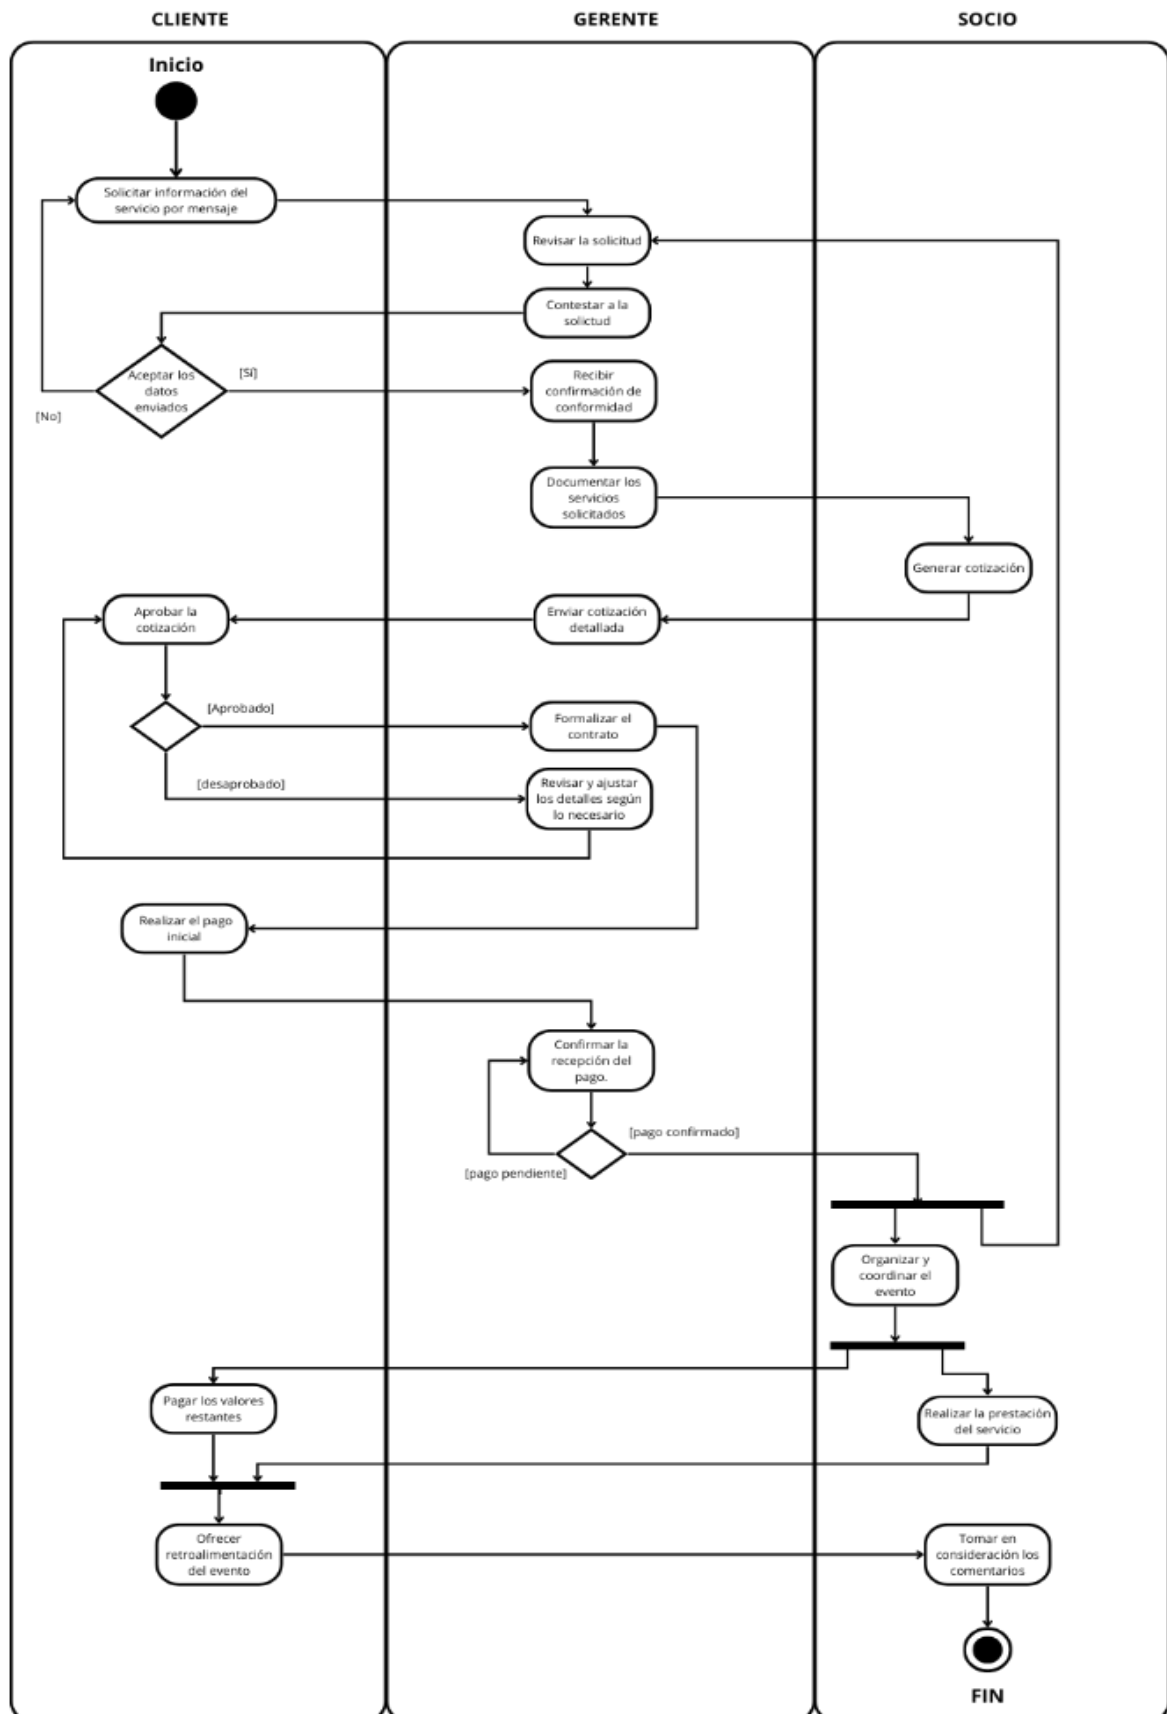 CLIENTE
GERENTE
SOCIO
Inicio
Solicitar información del
servicio por mensaje
Revisar la solicitud
Contestar a la
solictud
Aceptar los
datos
enviados
[Sí]
[No]
Recibir
confirmación de
conformidad
Documentar los
servicios
solicitados
Generar cotización
Enviar cotización
detallada
Aprobar la
cotización
[Aprobado]
Formalizar el
contrato
[desaprobado]
Revisar y ajustar
los detalles según
lo necesario
Realizar el pago
inicial
Confirmar la
recepción del
pago.
[pago confirmado]
[pago pendiente]
Organizar y
coordinar el
evento
Pagar los valores
restantes
Realizar la prestación
del servicio
Ofrecer
retroalimentación
del evento
Tomar en
consideración los
comentarios
FIN